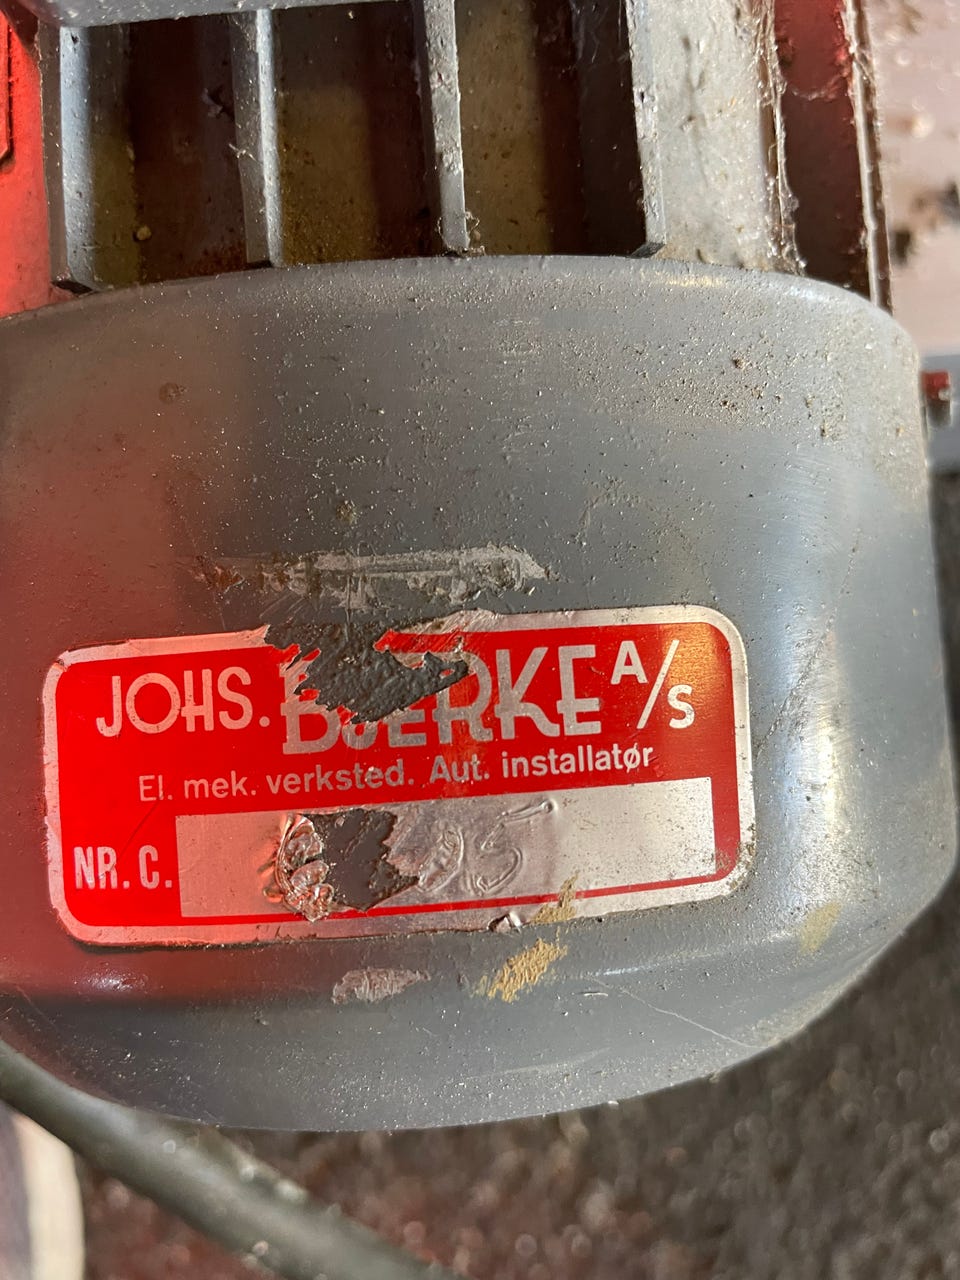 JOHS. BJERKE A/S
El. mek. verksted. Aut. installatør
NR. C.